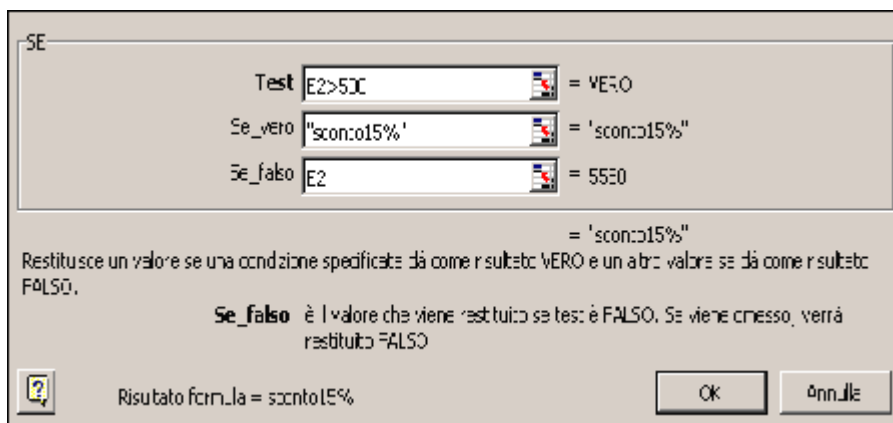 SE
Test E2>500 = VERO
Se_vero "sconto15%" = "sconto15%"
Se_falso E2 = 5580
= "sconto15%"
Restituisce un valore se una condizione specificata dà come risultato VERO e un altro valore se dà come risultato
FALSO.
Se_falso è il valore che viene restituito se test è FALSO. Se viene omesso, verrà
restituito FALSO
Risultato formula = sconto15%
OK
Annulla